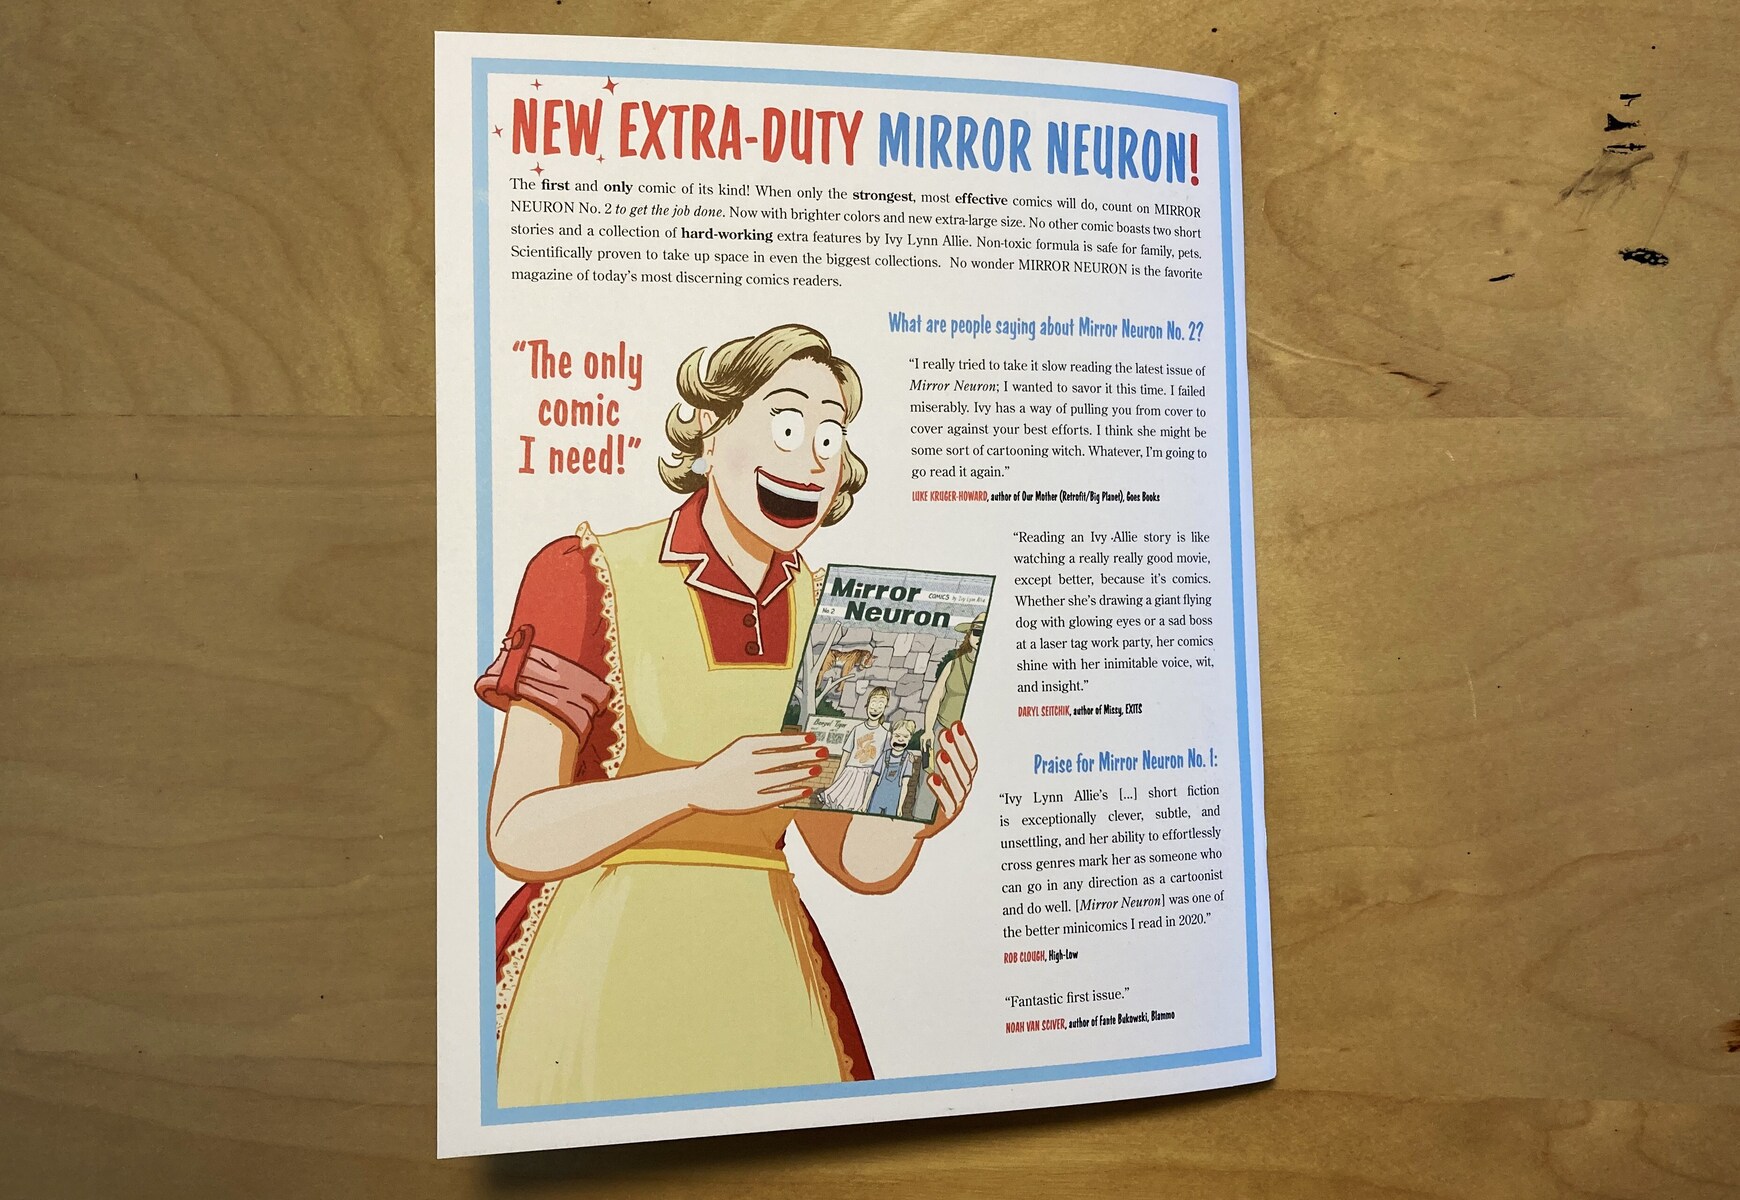 NEW EXTRA-DUTY MIRROR NEURON!
The first and only comic of its kind! When only the strongest, most effective comics will do, count on MIRROR
NEURON No. 2 to get the job done. Now with brighter colors and new extra-large size. No other comic boasts two short
stories and a collection of hard-working extra features by Ivy Lynn Allie. Non-toxic formula is safe for family, pets.
Scientifically proven to take up space in even the biggest collections. No wonder MIRROR NEURON is the favorite
magazine of today's most discerning comics readers.
“The only
comic
I need!”
What are people saying about Mirror Neuron No. 2?
“I really tried to take it slow reading the latest issue of
Mirror Neuron; I wanted to savor it this time. I failed
miserably. Ivy has a way of pulling you from cover to
cover against your best efforts. I think she might be
some sort of cartooning witch. Whatever, I'm going to
go read it again.”
LUKE KRUGER-HOWARD, author of Our Mother (Retrofit/Big Planet), Goes Books
“Reading an Ivy Allie story is like
watching a really really good movie,
except better, because it's comics.
Whether she's drawing a giant flying
dog with glowing eyes or a sad boss
at a laser tag work party, her comics
shine with her inimitable voice, wit,
and insight.”
DARYL SEITCHIK, author of Missy, EXITS
Mirror
Neuron
COMICS by Ivy Lynn Allie
No. 2
Bengal Tiger
Praise for Mirror Neuron No. 1:
“Ivy Lynn Allie's [...] short fiction
is exceptionally clever, subtle, and
unsettling, and her ability to effortlessly
cross genres mark her as someone who
can go in any direction as a cartoonist
and do well. [Mirror Neuron] was one of
the better minicomics I read in 2020.”
ROB CLOUGH, High-Low
“Fantastic first issue.”
NOAH VAN SCIVER, author of Fante Bukowski, Blammo